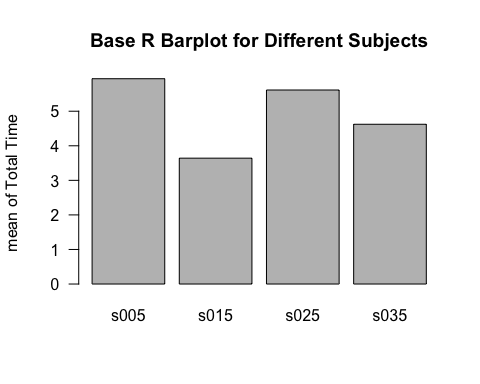 Base R Barplot for Different Subjects
mean of Total Time
5
4
3
2
1
0
s005 s015 s025 s035